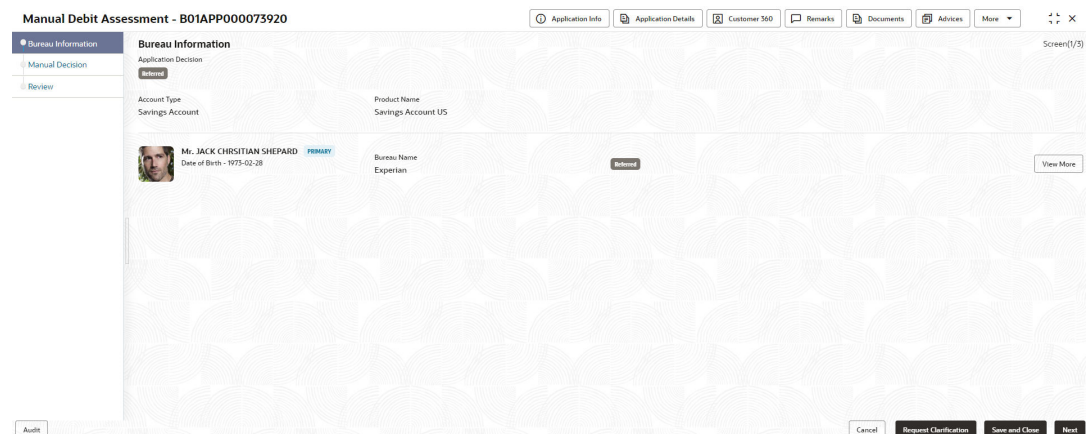 Manual Debit Assessment - B01APP000073920
Application Info
Application Details
Customer 360
Remarks
Documents
Advices
More
Bureau Information
Manual Decision
Review
Bureau Information
Screen(1/3)
Application Decision
Referred
Account Type
Product Name
Savings Account
Savings Account US
Mr. JACK CHRSITIAN SHEPARD PRIMARY
Date of Birth - 1973-02-28
Bureau Name
Experian
Referred
View More
Audit
Cancel
Request Clarification
Save and Close
Next